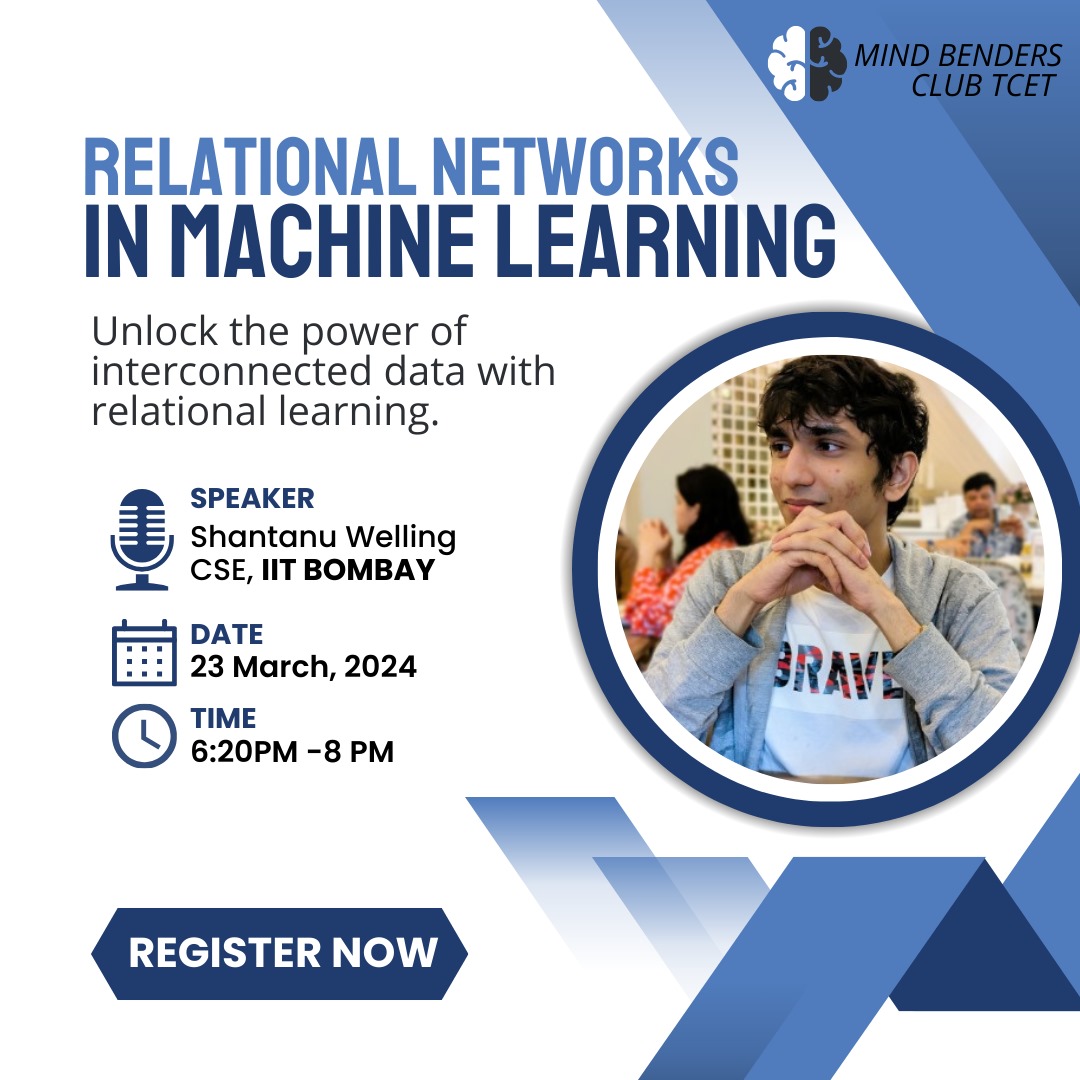 MIND BENDERS
CLUB TCET
RELATIONAL NETWORKS
IN MACHINE LEARNING
Unlock the power of
interconnected data with
relational learning.
SPEAKER
Shantanu Welling
CSE, IIT BOMBAY
DATE
23 March, 2024
TIME
6:20PM –8 PM
BRAVE
REGISTER NOW